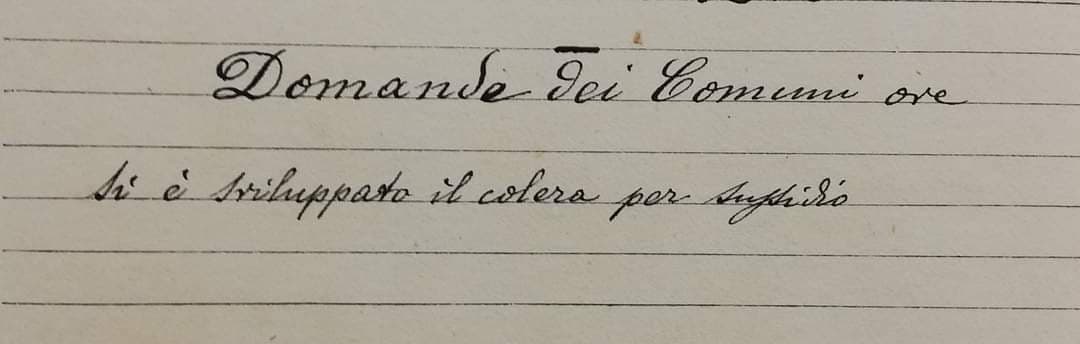 Domande dei Comuni ove
si è sviluppato il colera per sussidio